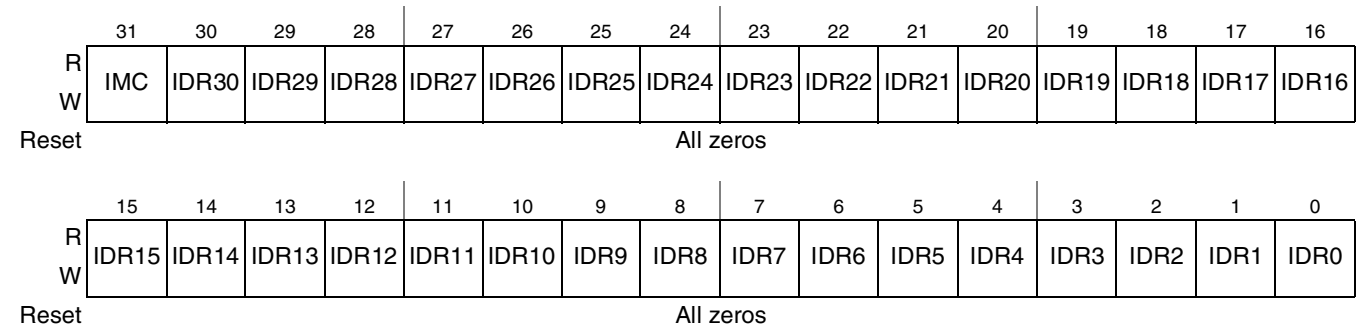 31 30 29 28 27 26 25 24 23 22 21 20 19 18 17 16
R
IMC IDR30 IDR29 IDR28 IDR27 IDR26 IDR25 IDR24 IDR23 IDR22 IDR21 IDR20 IDR19 IDR18 IDR17 IDR16
W
Reset All zeros
15 14 13 12 11 10 9 8 7 6 5 4 3 2 1 0
R
IDR15 IDR14 IDR13 IDR12 IDR11 IDR10 IDR9 IDR8 IDR7 IDR6 IDR5 IDR4 IDR3 IDR2 IDR1 IDR0
W
Reset All zeros